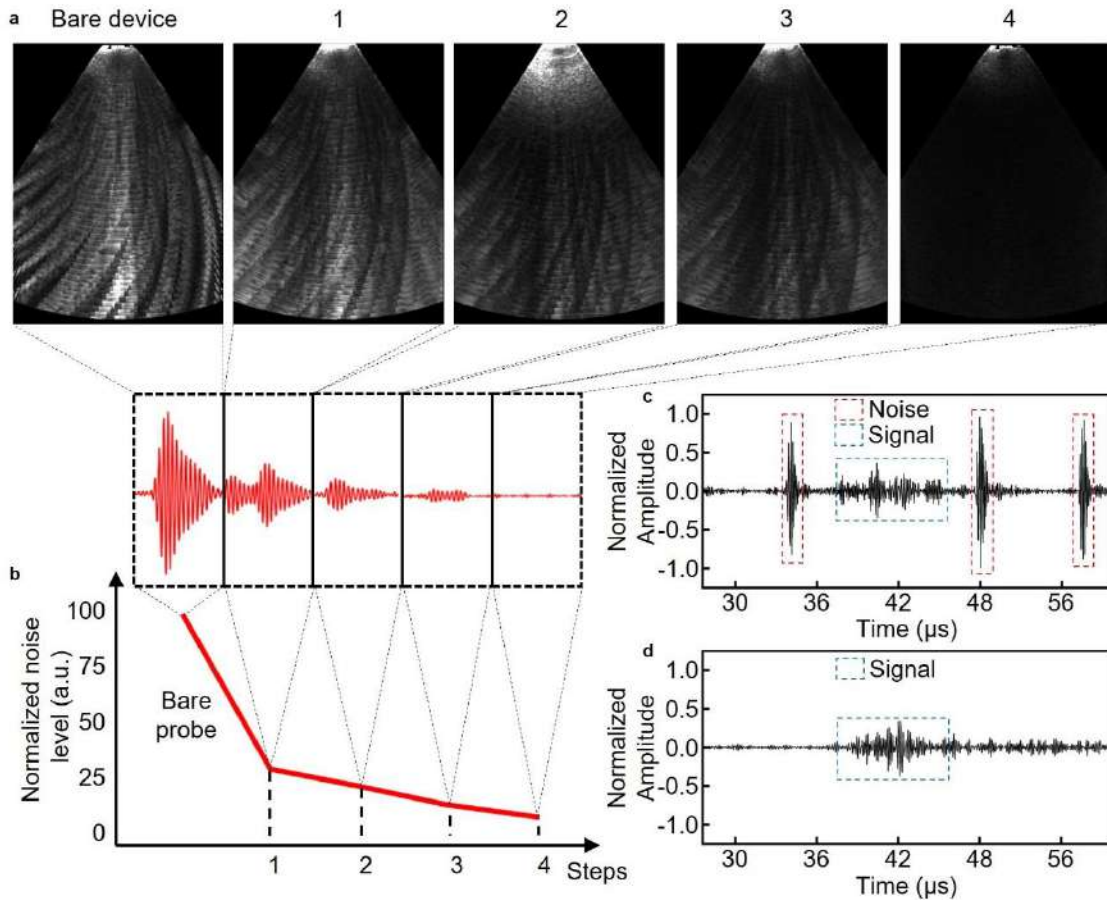 a
Bare device
1
2
3
4
b
Normalized noise
level (a.u.)
100
75
50
25
0
Bare
probe
1
2
3
4
Steps
c
Noise
Signal
Normalized
Amplitude
1.0
0.5
0.0
-0.5
-1.0
30
36
42
48
56
Time (μs)
d
Signal
Normalized
Amplitude
1.0
0.5
0.0
-0.5
-1.0
30
36
42
48
56
Time (μs)